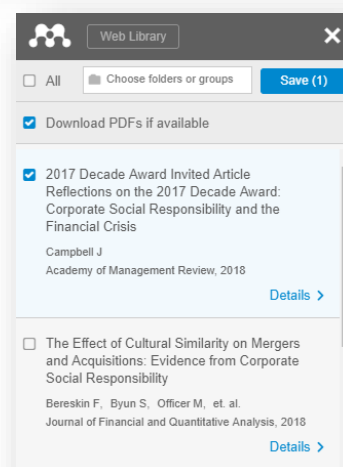 Web Library
All
Choose folders or groups
Save (1)
Download PDFs if available
2017 Decade Award Invited Article
Reflections on the 2017 Decade Award:
Corporate Social Responsibility and the
Financial Crisis
Campbell J
Academy of Management Review, 2018
Details
The Effect of Cultural Similarity on Mergers
and Acquisitions: Evidence from Corporate
Social Responsibility
Bereskin F, Byun S, Officer M, et. al.
Journal of Financial and Quantitative Analysis, 2018
Details